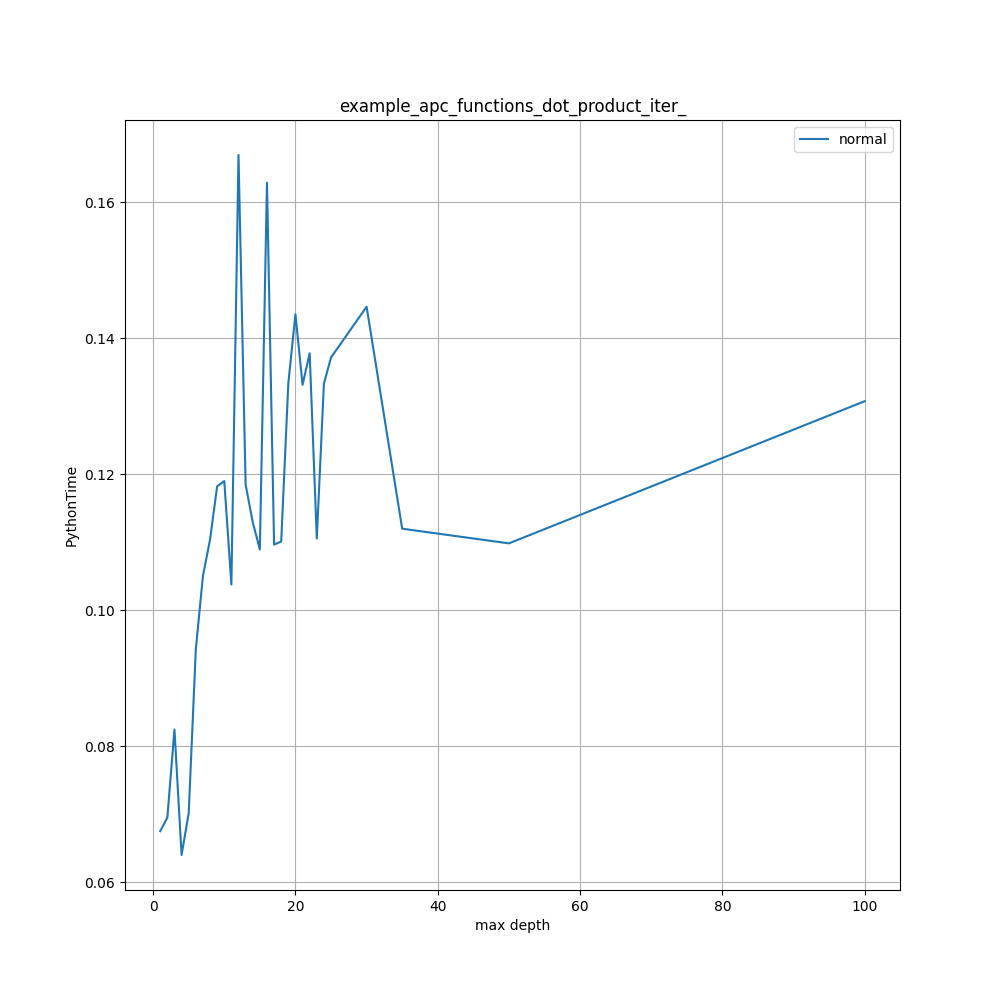 example_apc_functions_dot_product_iter_
normal
0.16
0.14
0.12
0.10
0.08
0.06
PythonTime
0 20 40 60 80 100
max depth